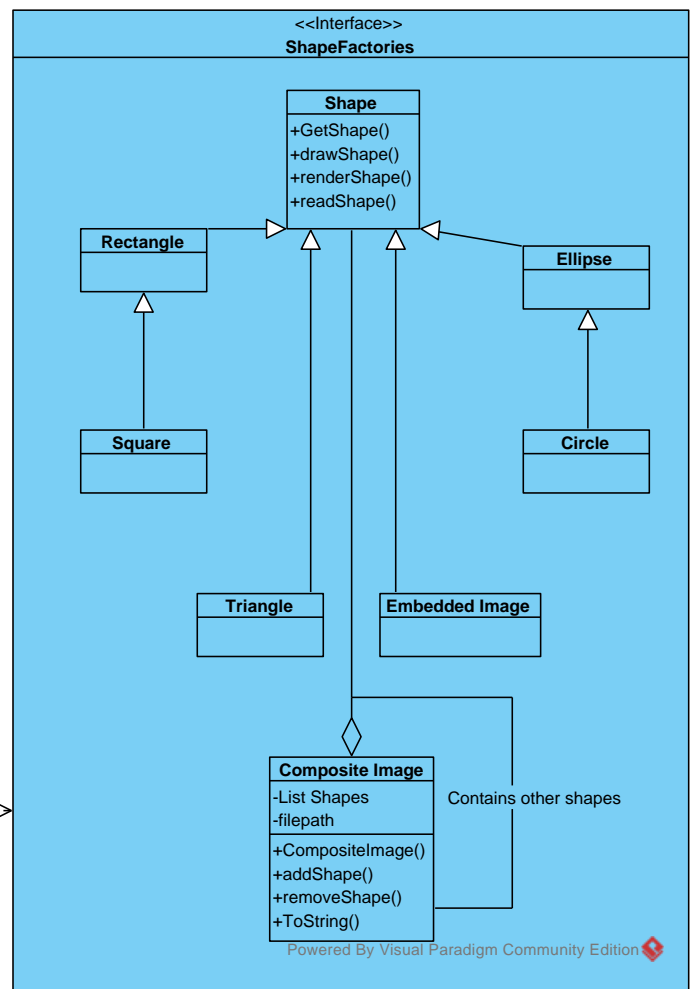 <<Interface>>
ShapeFactories
Shape
+GetShape()
+drawShape()
+renderShape()
+readShape()
Rectangle
Ellipse
Square
Circle
Triangle
Embedded Image
Composite Image
-List Shapes
-filepath
Contains other shapes
+CompositeImage()
+addShape()
+removeShape()
+ToString()
Powered By Visual Paradigm Community Edition